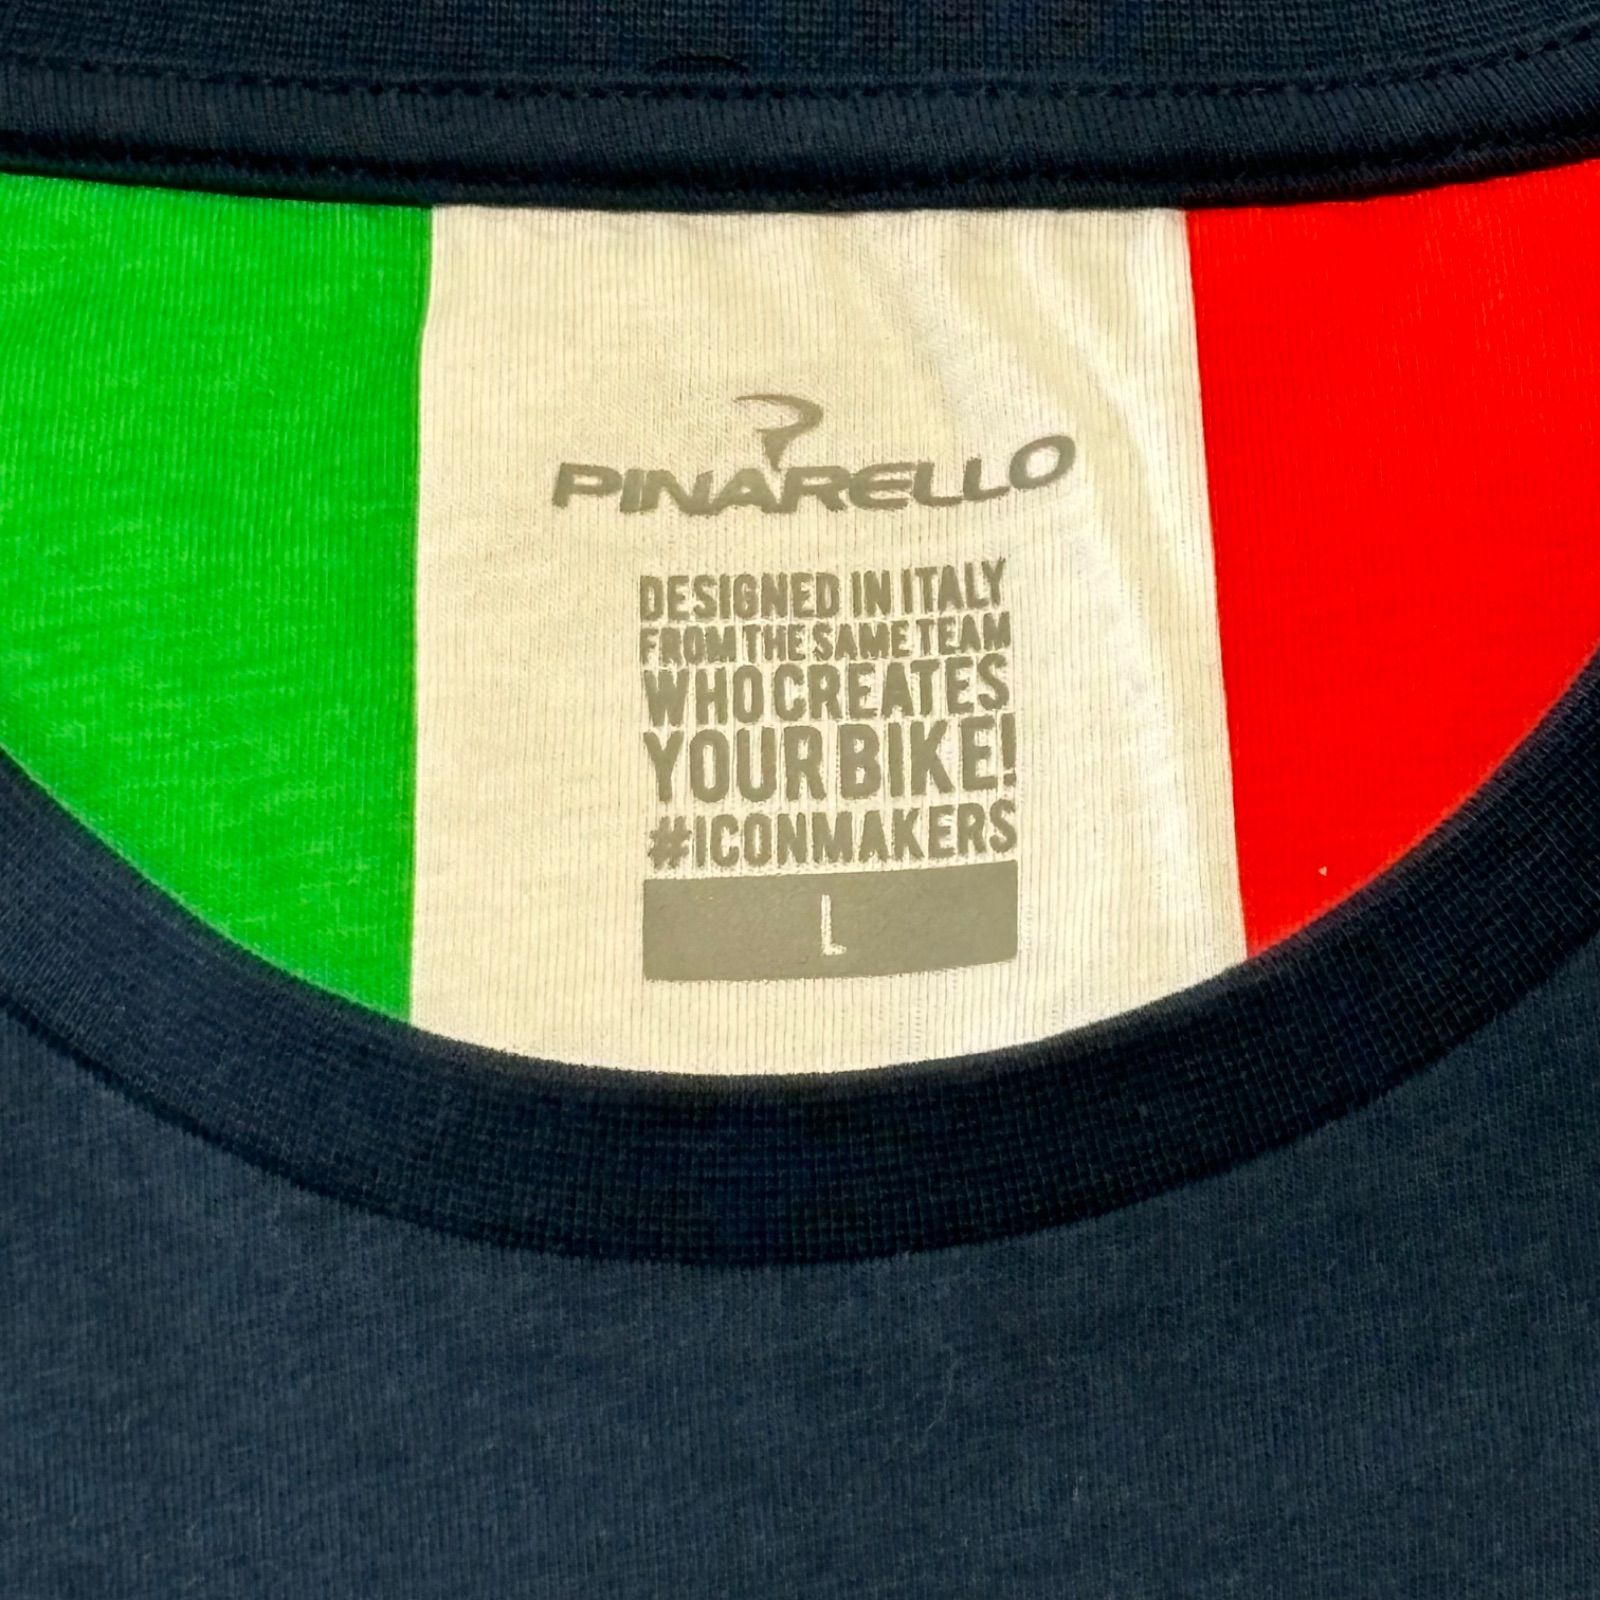 PINARELLO
DESIGNED IN ITALY
FROM THE SAME TEAM
WHO CREATES
YOUR BIKE!
#ICONMAKERS
L